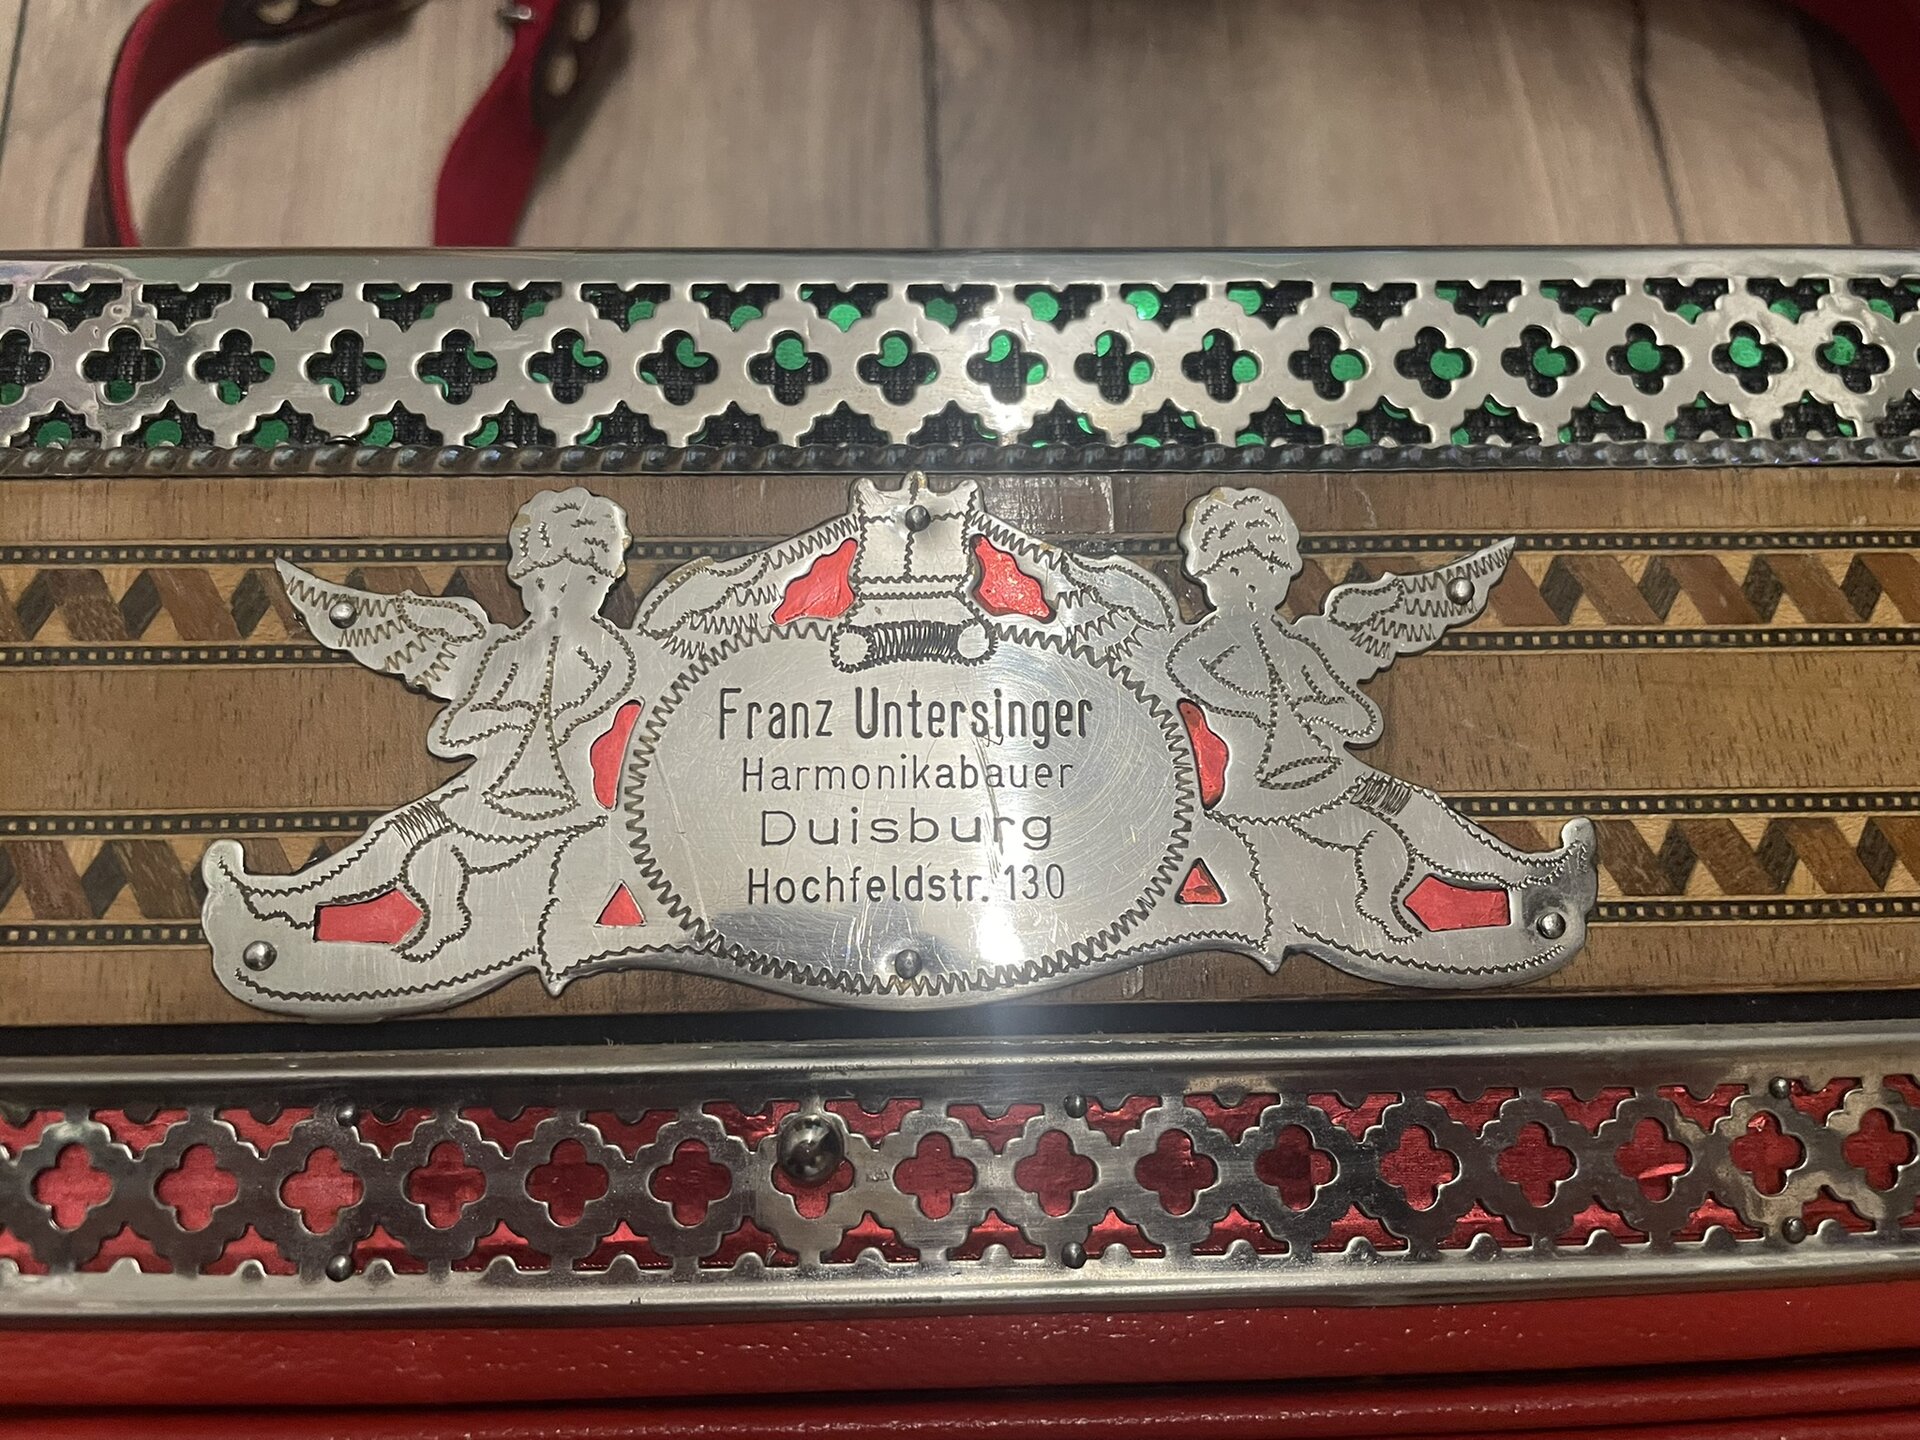 Franz Untersinger
Harmonikabauer
Duisburg
Hochfeldstr. 130